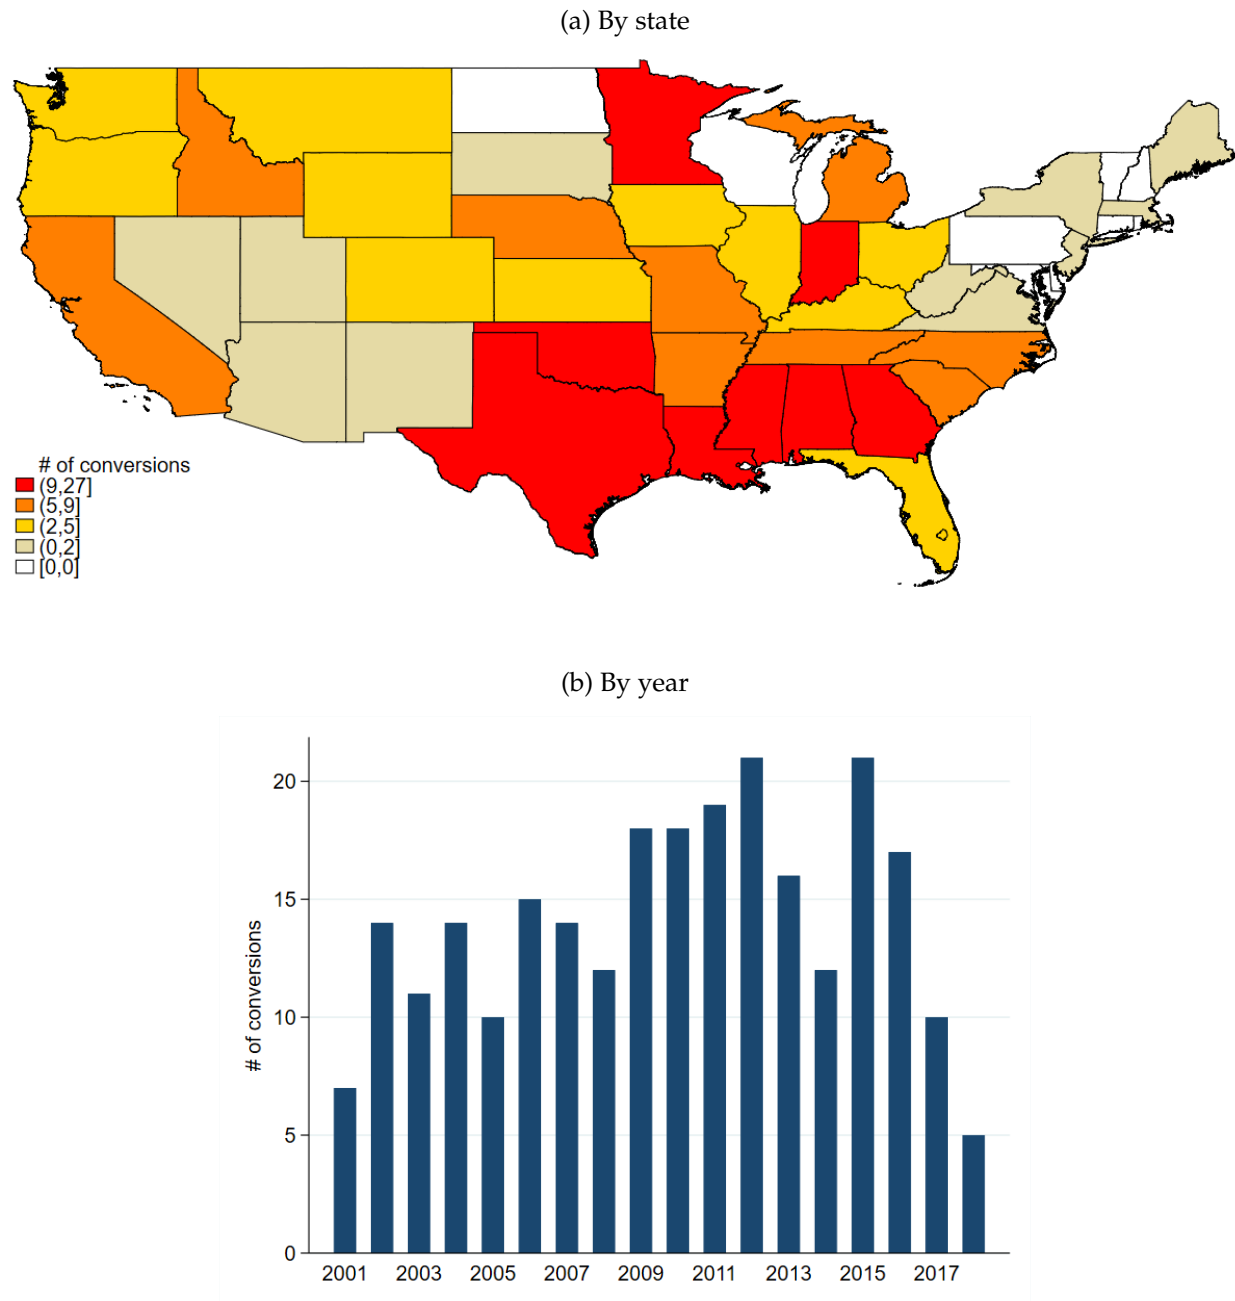 (a) By state
# of conversions
(9,27]
(5,9]
(2,5]
(0,2]
[0,0]
(b) By year
# of conversions
20
15
10
5
0
2001 2003 2005 2007 2009 2011 2013 2015 2017